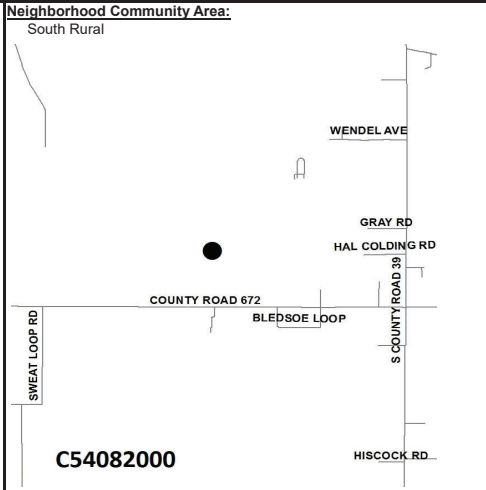 Neighborhood Community Area:
South Rural
WENDEL AVE
GRAY RD
HAL COLDING RD
S COUNTY ROAD 39
COUNTY ROAD 672
BLEDSOE LOOP
SWEAT LOOP RD
C54082000
HISCOCK RD